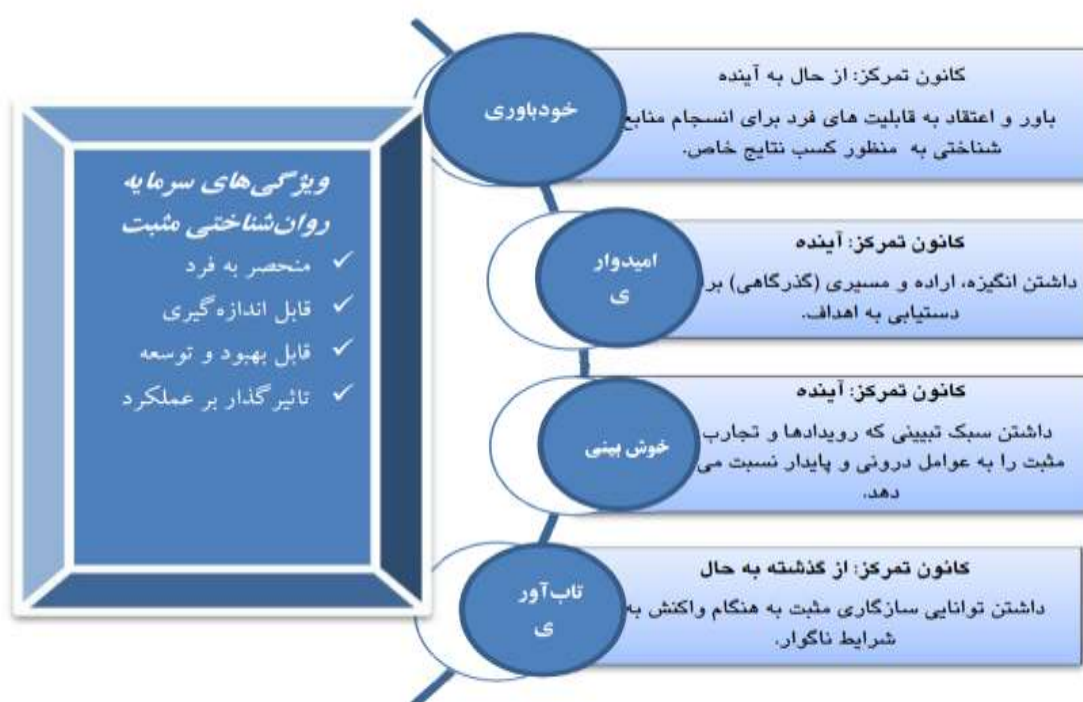 ویژگی‌های سرمایه
روان‌شناختی مثبت
✓ منحصر به فرد
✓ قابل اندازه‌گیری
✓ قابل بهبود و توسعه
✓ تاثیرگذار بر عملکرد
خودباوری
کانون تمرکز: از حال به آینده
باور و اعتقاد به قابلیت های فرد برای انسجام منابع
شناختی به منظور کسب نتایج خاص.
امیدوار
ی
کانون تمرکز: آینده
داشتن انگیزه، اراده و مسیری (گذرگاهی) برا
دستیابی به اهداف.
خوش بینی
کانون تمرکز: آینده
داشتن سبک تبیینی که رویدادها و تجارب
مثبت را به عوامل درونی و پایدار نسبت می
دهد.
تاب‌آور
ی
کانون تمرکز: از گذشته به حال
داشتن توانایی سازگاری مثبت به هنگام واکنش به
شرایط ناگوار.